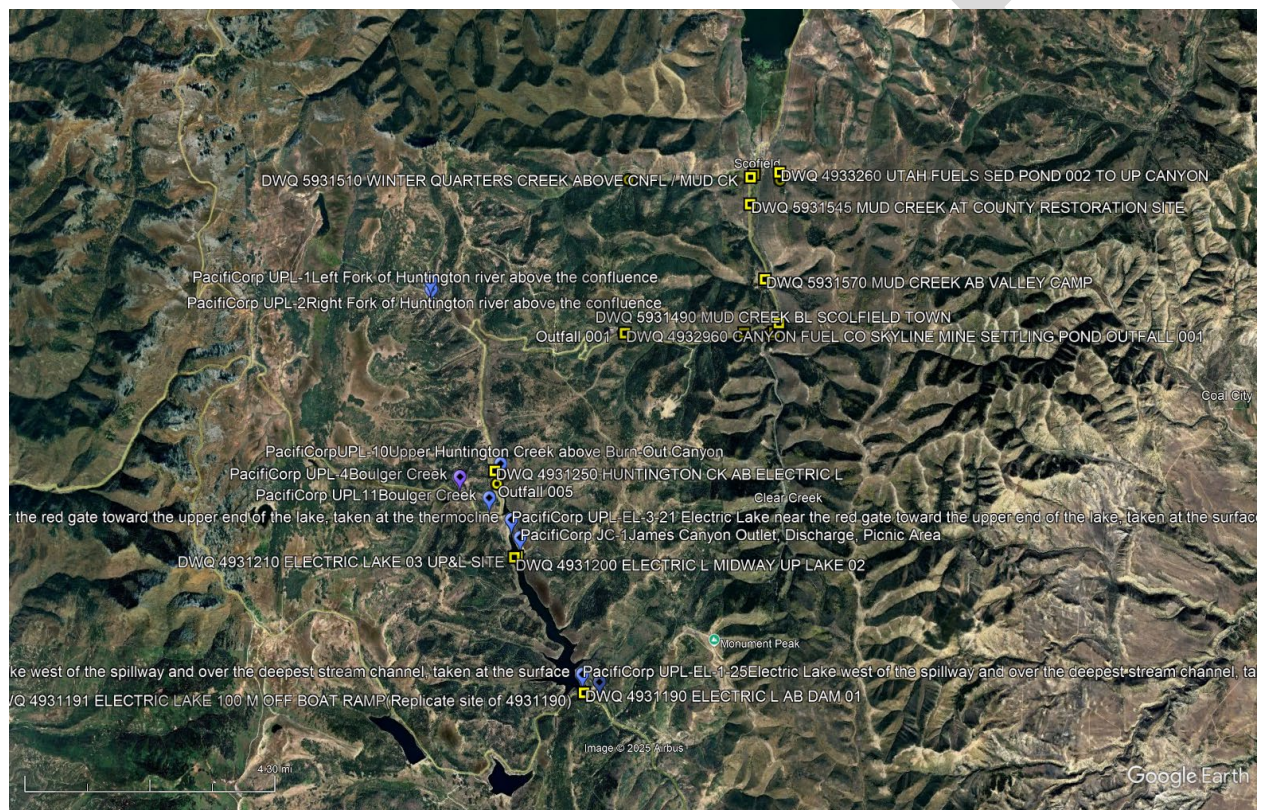 Scofield
DWQ 5931510 WINTER QUARTERS CREEK ABOVE CNFL / MUD CK
DWQ 4933260 UTAH FUELS SED POND 002 TO UP CANYON
DWQ 5931545 MUD CREEK AT COUNTY RESTORATION SITE
PacifiCorp UPL-1Left Fork of Huntington river above the confluence
DWQ 5931570 MUD CREEK AB VALLEY CAMP
PacifiCorp UPL-2Right Fork of Huntington river above the confluence
DWQ 5931490 MUD CREEK BL SCOLFIELD TOWN
Outfall 001
DWQ 4932960 CANYON FUEL CO SKYLINE MINE SETTLING POND OUTFALL 001
Coal City
PacifiCorpUPL-10Upper Huntington Creek above Burn-Out Canyon
PacifiCorp UPL-4Boulger Creek
DWQ 4931250 HUNTINGTON CK AB ELECTRIC L
PacifiCorp UPL11Boulger Creek
Outfall 005
Clear Creek
r the red gate toward the upper end of the lake, taken at the thermocline
PacifiCorp UPL-EL-3-21 Electric Lake near the red gate toward the upper end of the lake, taken at the surface
PacifiCorp JC-1James Canyon Outlet, Discharge, Picnic Area
DWQ 4931210 ELECTRIC LAKE 03 UP&L SITE
DWQ 4931200 ELECTRIC L MIDWAY UP LAKE 02
Monument Peak
ke west of the spillway and over the deepest stream channel, taken at the surface
PacifiCorp UPL-EL-1-25Electric Lake west of the spillway and over the deepest stream channel, ta
VQ 4931191 ELECTRIC LAKE 100 M OFF BOAT RAMP(Replicate site of 4931190)
DWQ 4931190 ELECTRIC L AB DAM 01
Image © 2025 Airbus
4.30 mi
Google Earth